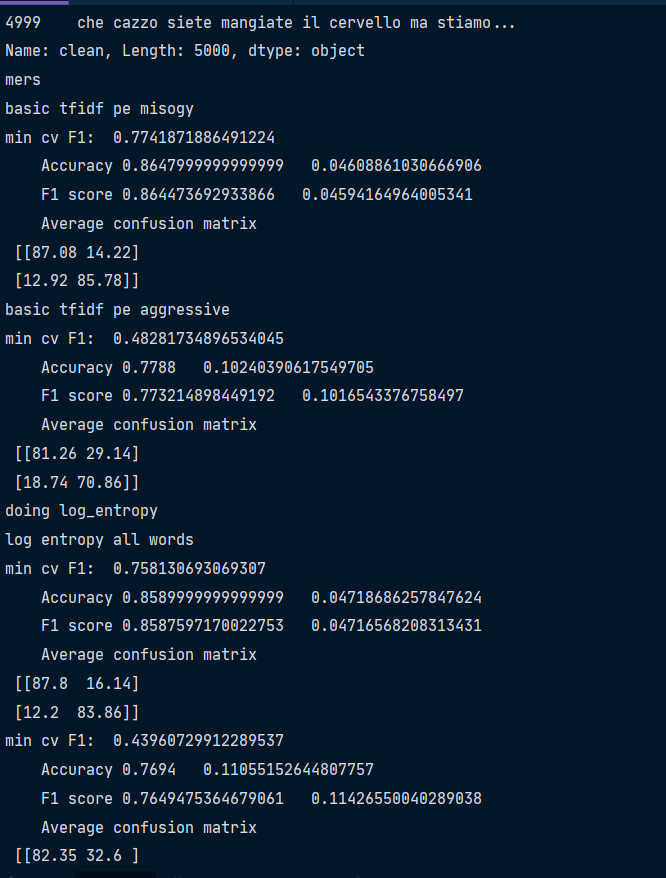 4999    che cazzo siete mangiate il cervello ma stiamo...
Name: clean, Length: 5000, dtype: object
mers
basic tfidf pe misogy
min cv F1:  0.7741871886491224
    Accuracy 0.8647999999999999   0.04608861030666906
    F1 score 0.864473692933866   0.04594164964005341
    Average confusion matrix
 [[87.08 14.22]
 [12.92 85.78]]
basic tfidf pe aggressive
min cv F1:  0.48281734896534045
    Accuracy 0.7788   0.10240390617549705
    F1 score 0.773214898449192   0.1016543376758497
    Average confusion matrix
 [[81.26 29.14]
 [18.74 70.86]]
doing log_entropy
log entropy all words
min cv F1:  0.758130693069307
    Accuracy 0.8589999999999999   0.04718686257847624
    F1 score 0.8587597170022753   0.04716568208313431
    Average confusion matrix
 [[87.8  16.14]
 [12.2  83.86]]
min cv F1:  0.43960729912289537
    Accuracy 0.7694   0.11055152644807757
    F1 score 0.7649475364679061   0.11426550040289038
    Average confusion matrix
 [[82.35 32.6 ]